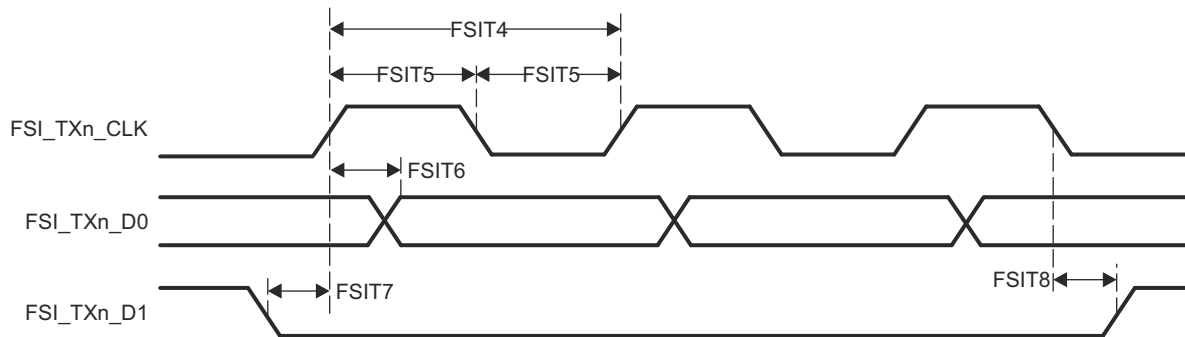 FSIT4
FSIT5
FSIT5
FSI_TXn_CLK
FSIT6
FSI_TXn_D0
FSIT7
FSIT8
FSI_TXn_D1